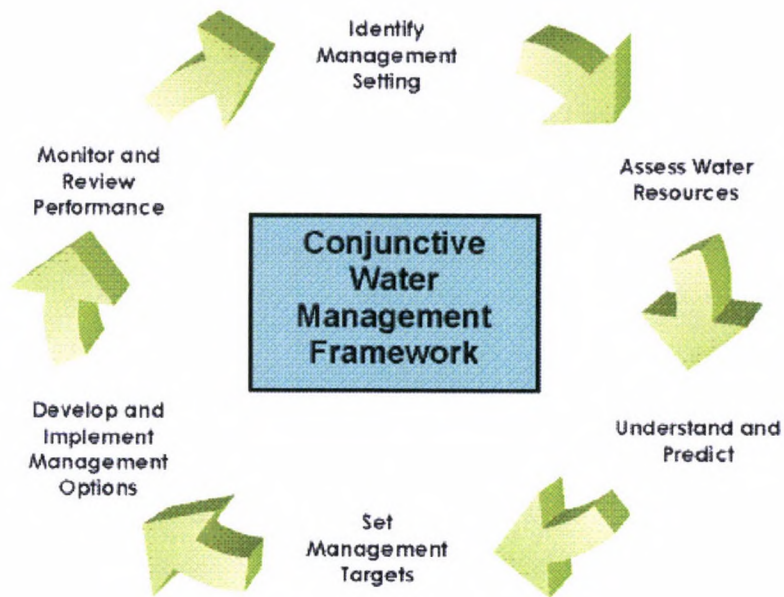 Identify
Management
Setting
Assess Water
Resources
Understand and
Predict
Set
Management
Targets
Develop and
Implement
Management
Options
Monitor and
Review
Performance
Conjunctive
Water
Management
Framework